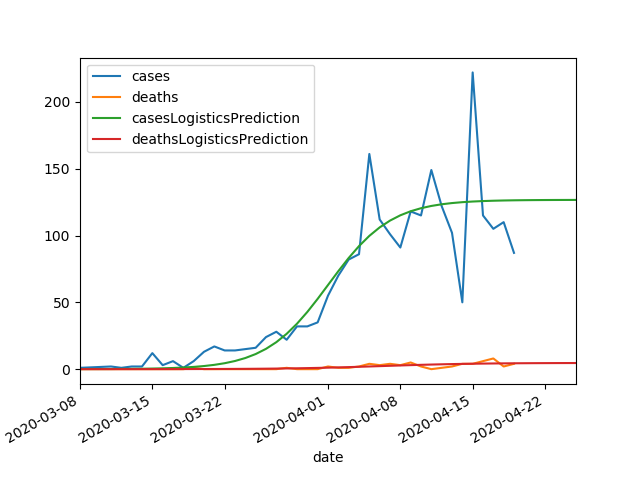 cases
deaths
casesLogisticsPrediction
deathsLogisticsPrediction
200
150
100
50
0
2020-03-08
2020-03-15
2020-03-22
2020-04-01
2020-04-08
2020-04-15
2020-04-22
date